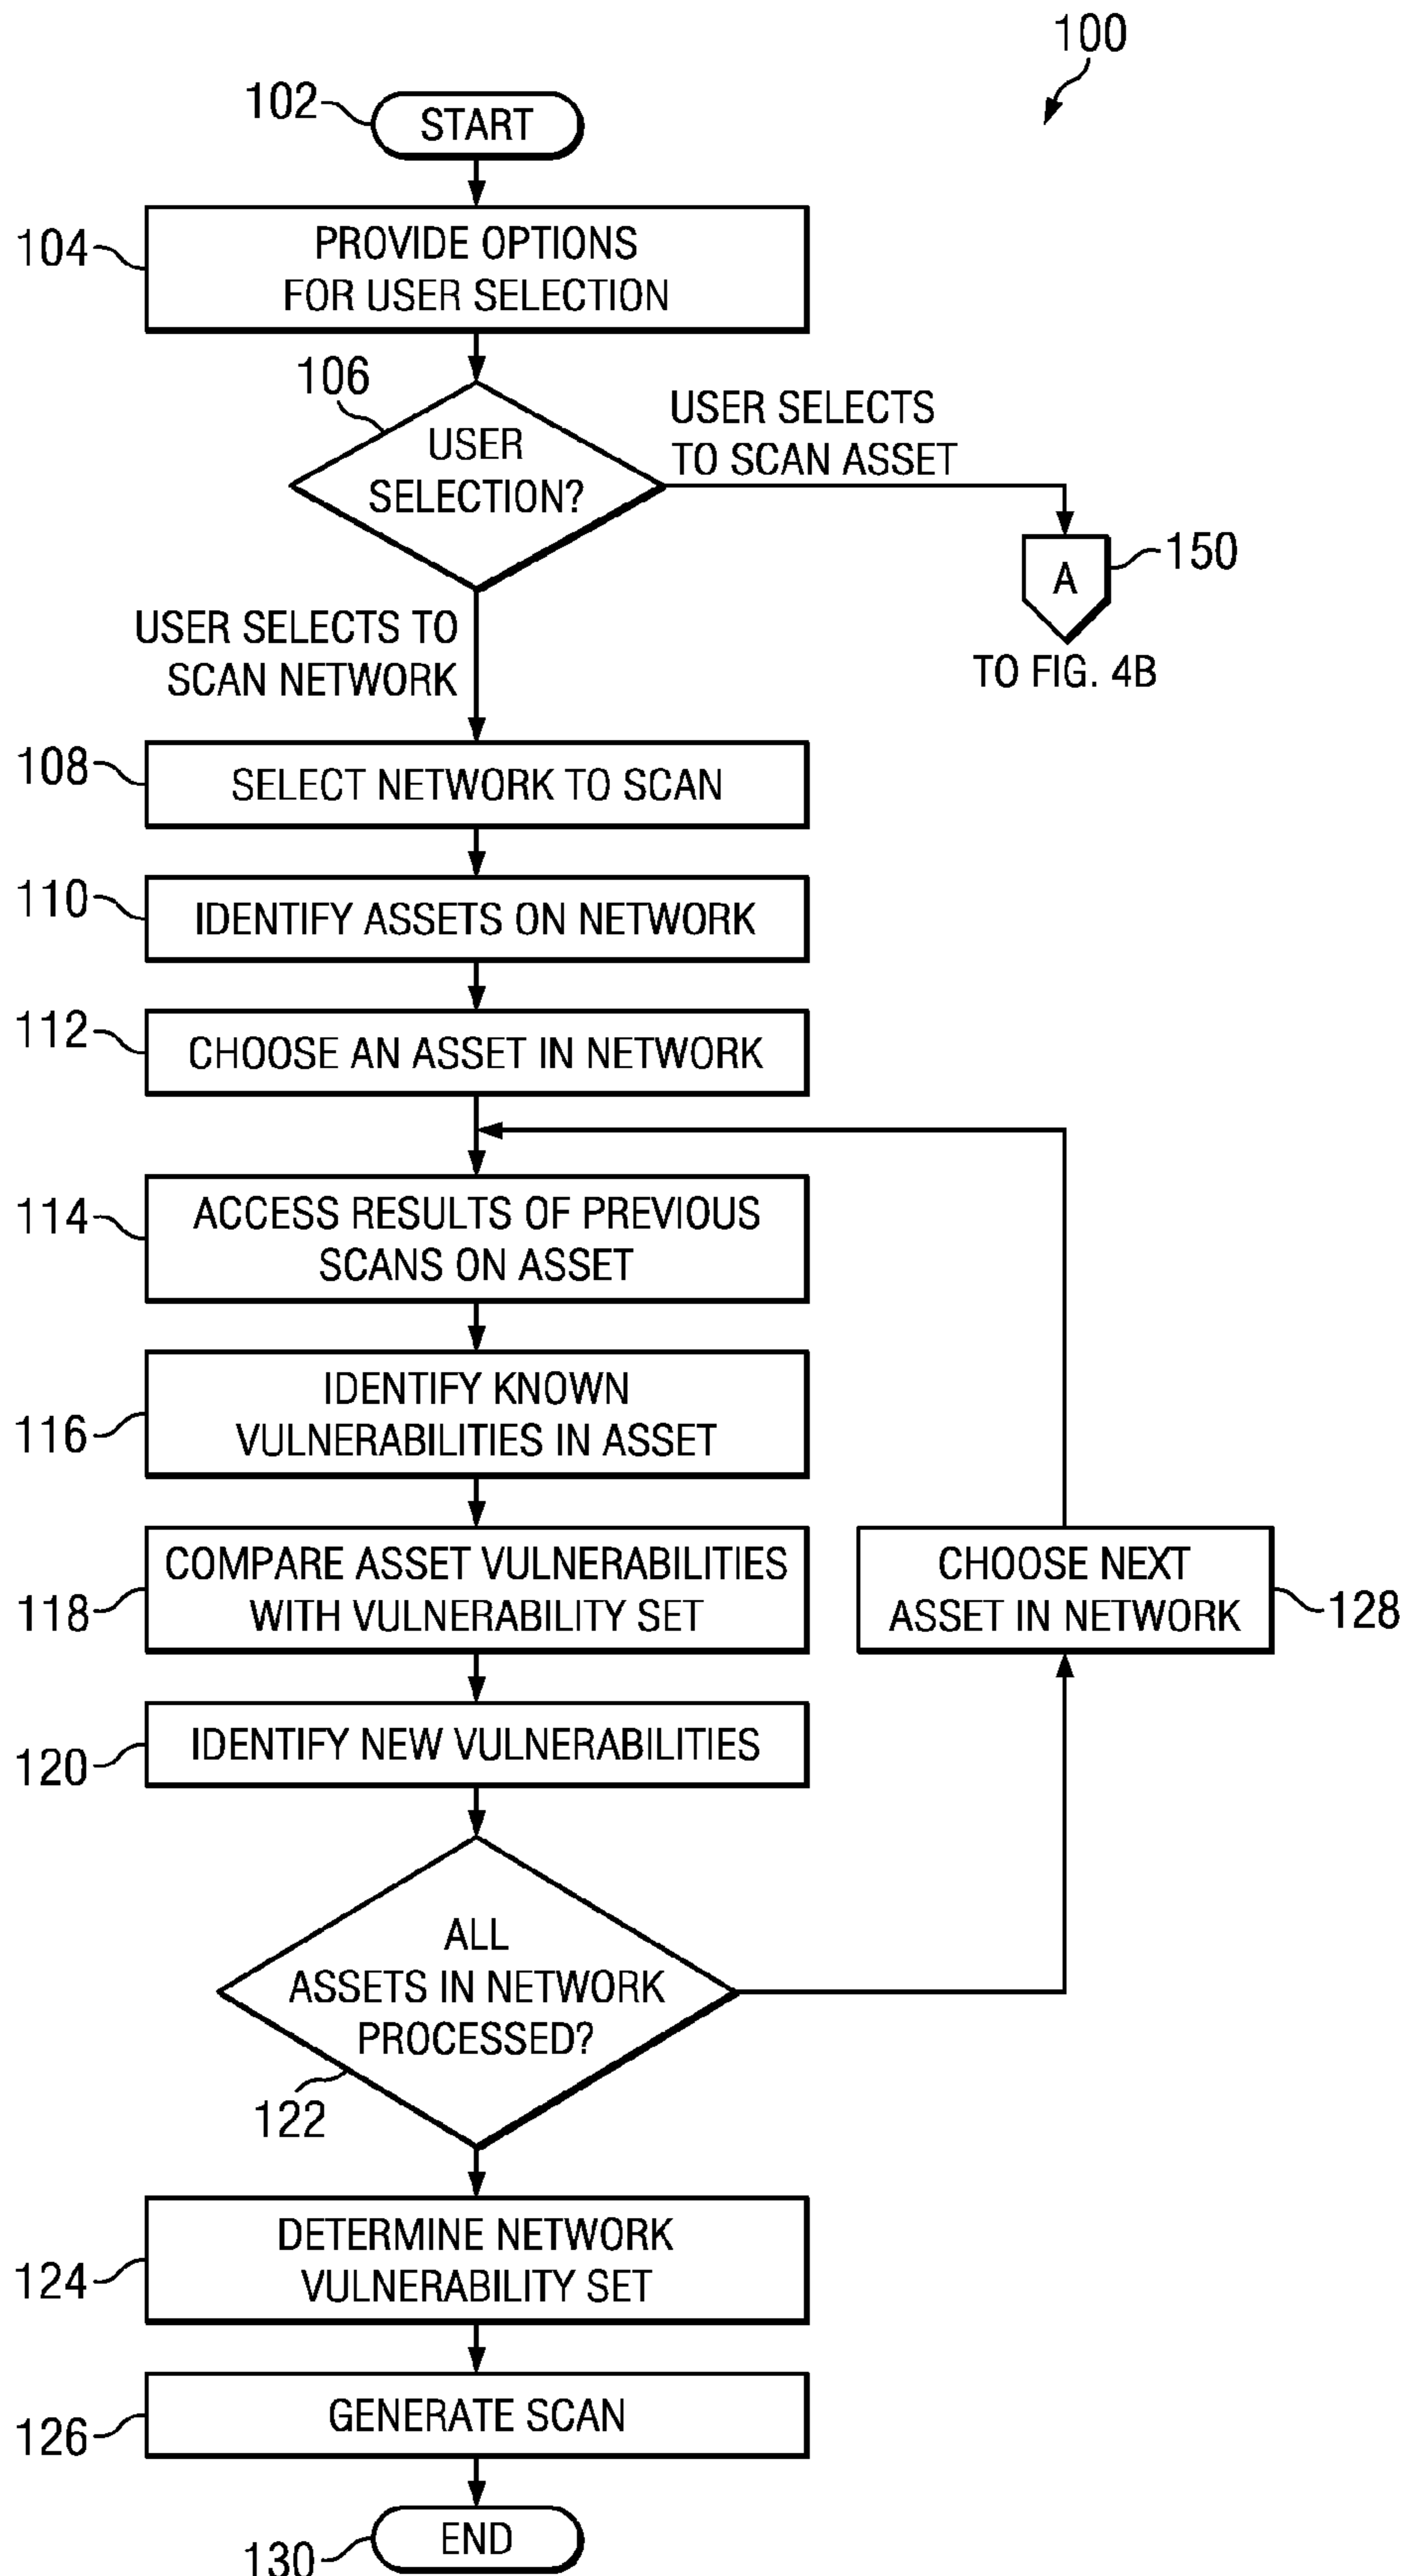 100
102
START
104
PROVIDE OPTIONS
FOR USER SELECTION
106
USER
SELECTION?
USER SELECTS
TO SCAN ASSET
A
150
TO FIG. 4B
USER SELECTS TO
SCAN NETWORK
108
SELECT NETWORK TO SCAN
110
IDENTIFY ASSETS ON NETWORK
112
CHOOSE AN ASSET IN NETWORK
114
ACCESS RESULTS OF PREVIOUS
SCANS ON ASSET
116
IDENTIFY KNOWN
VULNERABILITIES IN ASSET
118
COMPARE ASSET VULNERABILITIES
WITH VULNERABILITY SET
CHOOSE NEXT
ASSET IN NETWORK
128
120
IDENTIFY NEW VULNERABILITIES
ALL
ASSETS IN NETWORK
PROCESSED?
122
124
DETERMINE NETWORK
VULNERABILITY SET
126
GENERATE SCAN
130
END